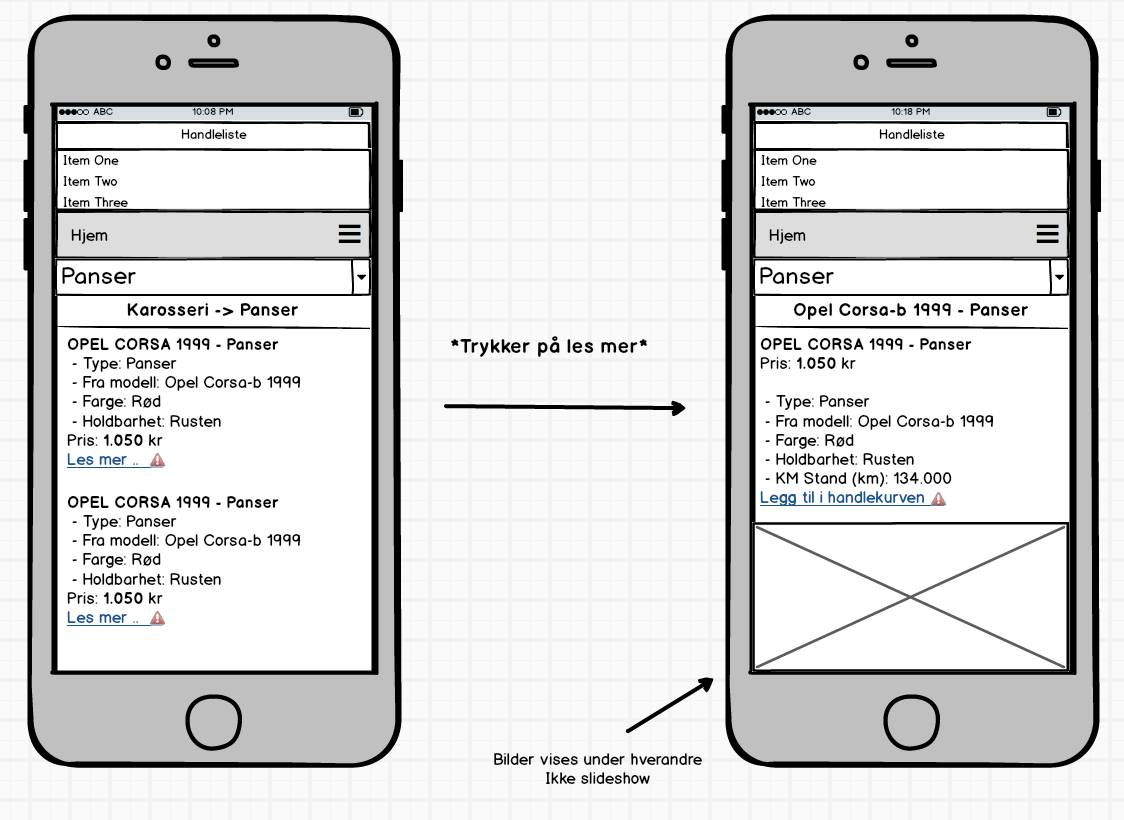 ABC 10:08 PM
Handleliste
Item One
Item Two
Item Three
Hjem
Panser
Karosseri -> Panser
OPEL CORSA 1999 - Panser
- Type: Panser
- Fra modell: Opel Corsa-b 1999
- Farge: Rød
- Holdbarhet: Rusten
Pris: 1.050 kr
Les mer ..
OPEL CORSA 1999 - Panser
- Type: Panser
- Fra modell: Opel Corsa-b 1999
- Farge: Rød
- Holdbarhet: Rusten
Pris: 1.050 kr
Les mer ..
*Trykker på les mer*
ABC 10:18 PM
Handleliste
Item One
Item Two
Item Three
Hjem
Panser
Opel Corsa-b 1999 - Panser
OPEL CORSA 1999 - Panser
Pris: 1.050 kr
- Type: Panser
- Fra modell: Opel Corsa-b 1999
- Farge: Rød
- Holdbarhet: Rusten
- KM Stand (km): 134.000
Legg til i handlekurven
Bilder vises under hverandre
Ikke slideshow